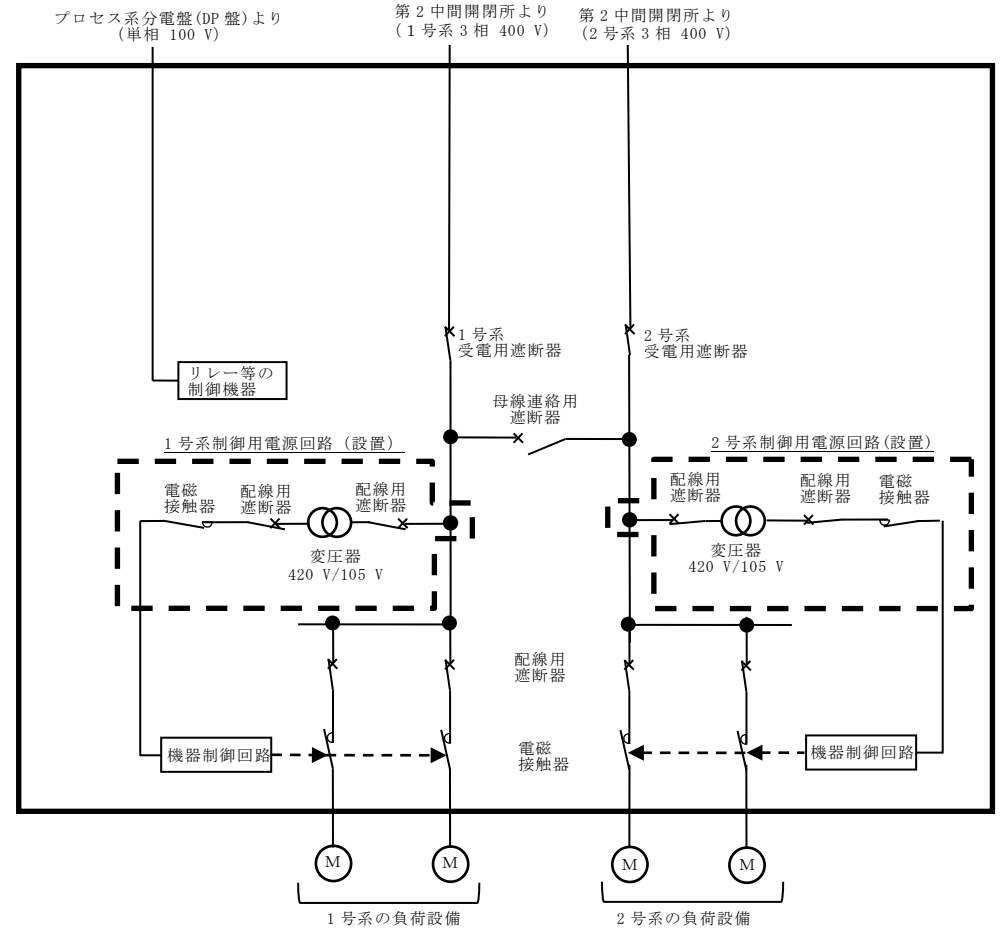 プロセス系分電盤(DP 盤)より
(単相 100 V)
第2中間開閉所より
(1号系3相 400 V)
第2中間開閉所より
(2号系3相 400 V)
1号系
受電用遮断器
2号系
受電用遮断器
リレー等の
制御機器
母線連絡用
遮断器
1号系制御用電源回路 (設置)
2号系制御用電源回路(設置)
電磁
接触器
配線用
遮断器
配線用
遮断器
変圧器
420 V/105 V
配線用
遮断器
配線用
遮断器
電磁
接触器
変圧器
420 V/105 V
配線用
遮断器
機器制御回路
電磁
接触器
機器制御回路
M
M
M
M
1号系の負荷設備
2号系の負荷設備